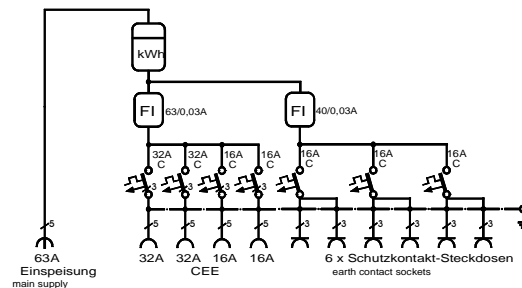 kWh
FI 63/0,03A FI 40/0,03A
32A 32A 16A 16A 16A 16A 16A
C C C C C C C
3 3 3 3 3 3 3
5 5 5 5 5 3 3 3 3 3 3
63A 32A 32A 16A 16A 6 x Schutzkontakt-Steckdosen
Einspeisung CEE earth contact sockets
main supply